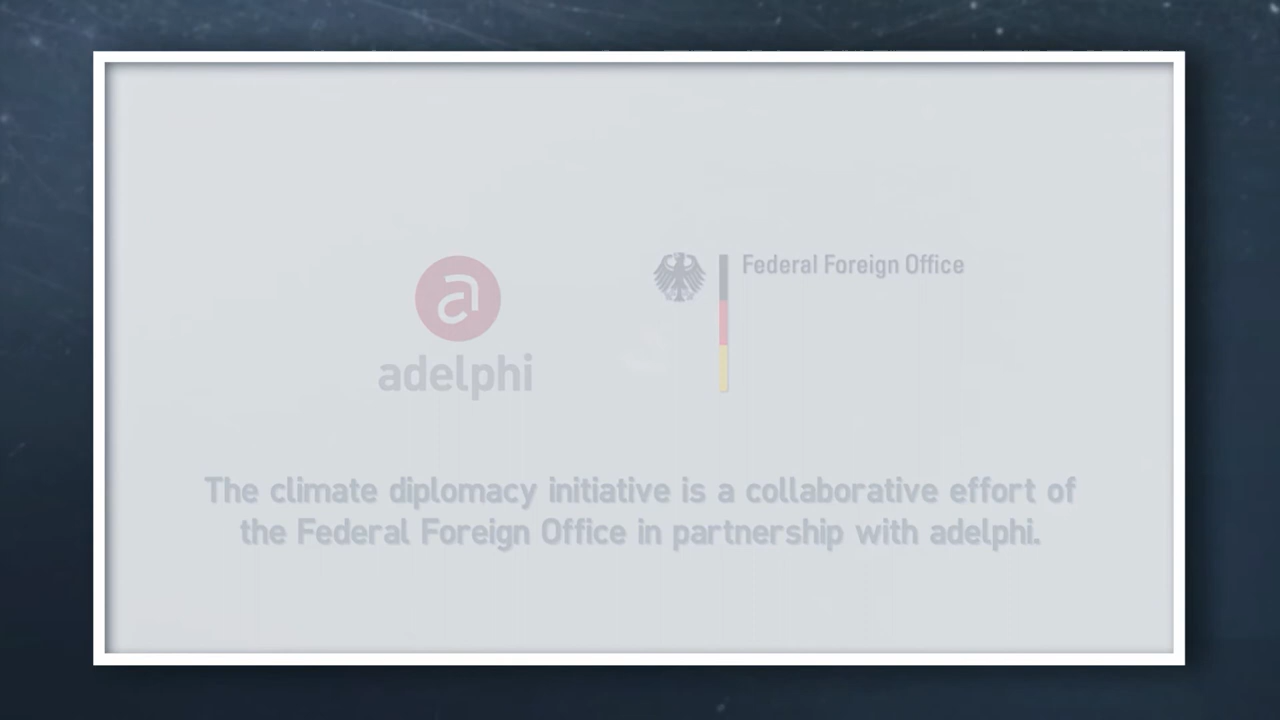 a
adelphi
Federal Foreign Office
The climate diplomacy initiative is a collaborative effort of
the Federal Foreign Office in partnership with adelphi.